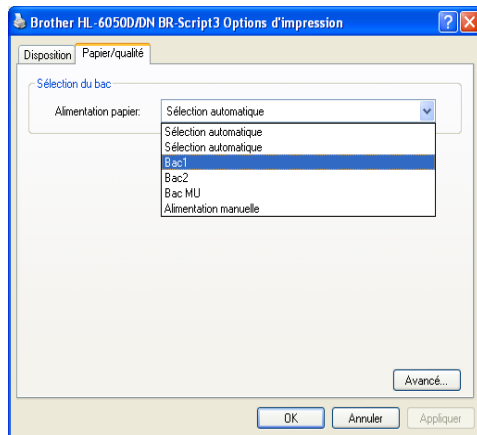 Brother HL-6050D/DN BR-Script3 Options d'impression
Disposition Papier/qualité
Sélection du bac
Alimentation papier: Sélection automatique
Sélection automatique
Sélection automatique
Bac1
Bac2
Bac MU
Alimentation manuelle
Avancé...
OK Annuler Appliquer